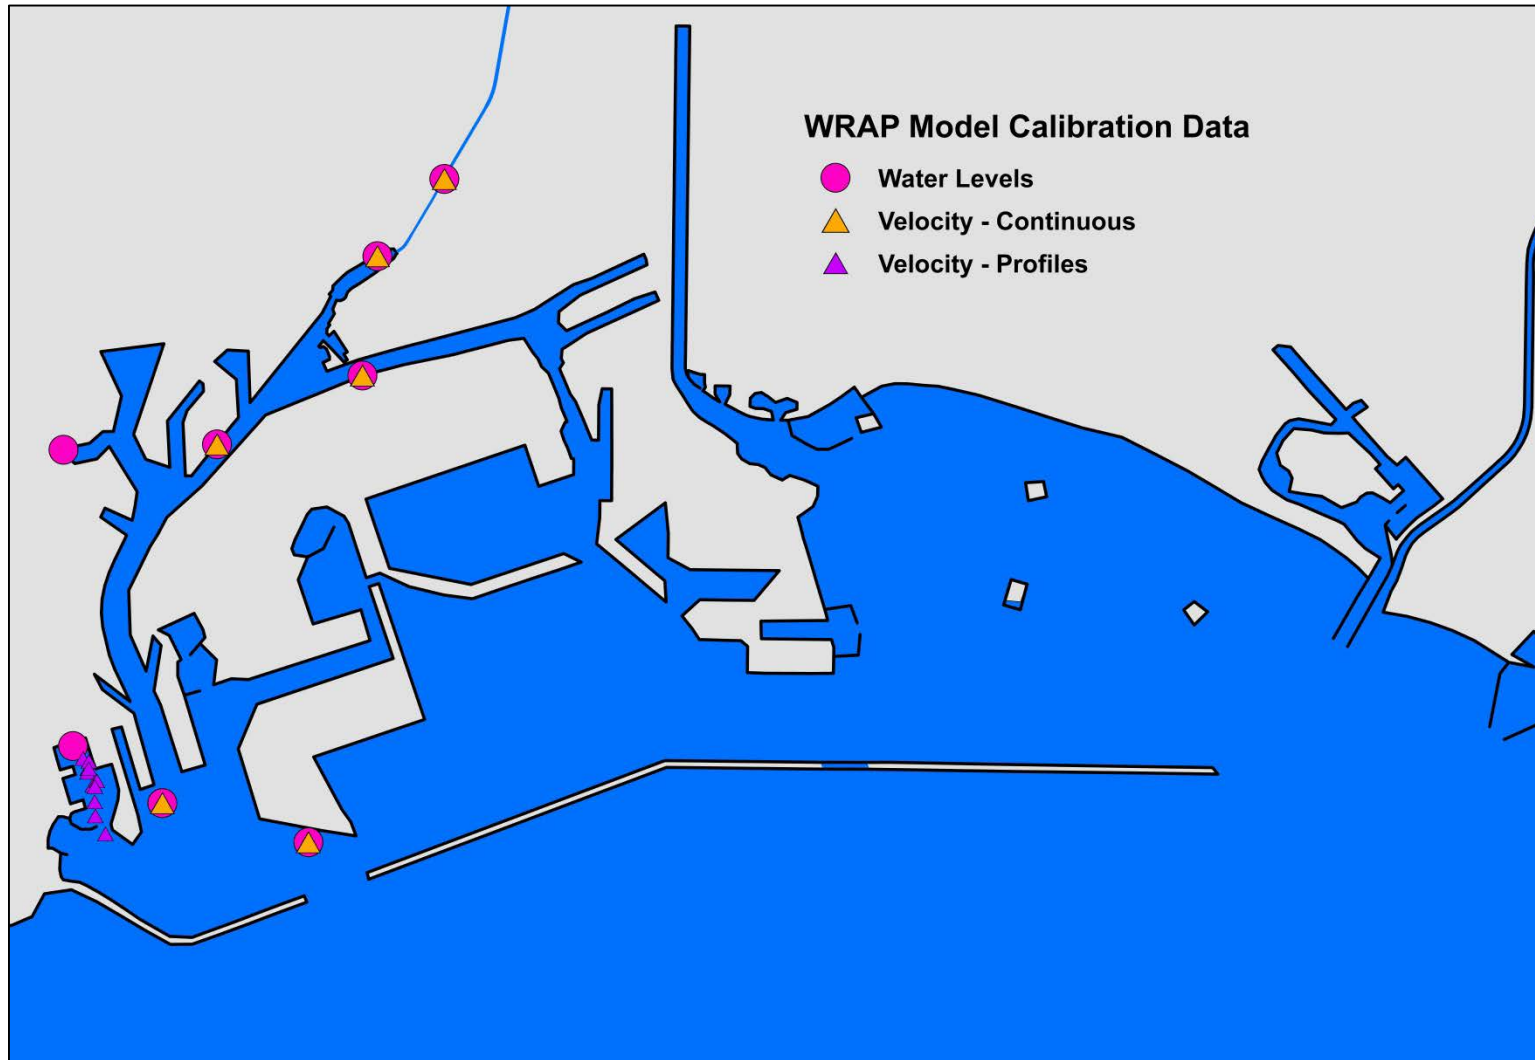 WRAP Model Calibration Data
Water Levels
Velocity - Continuous
Velocity - Profiles